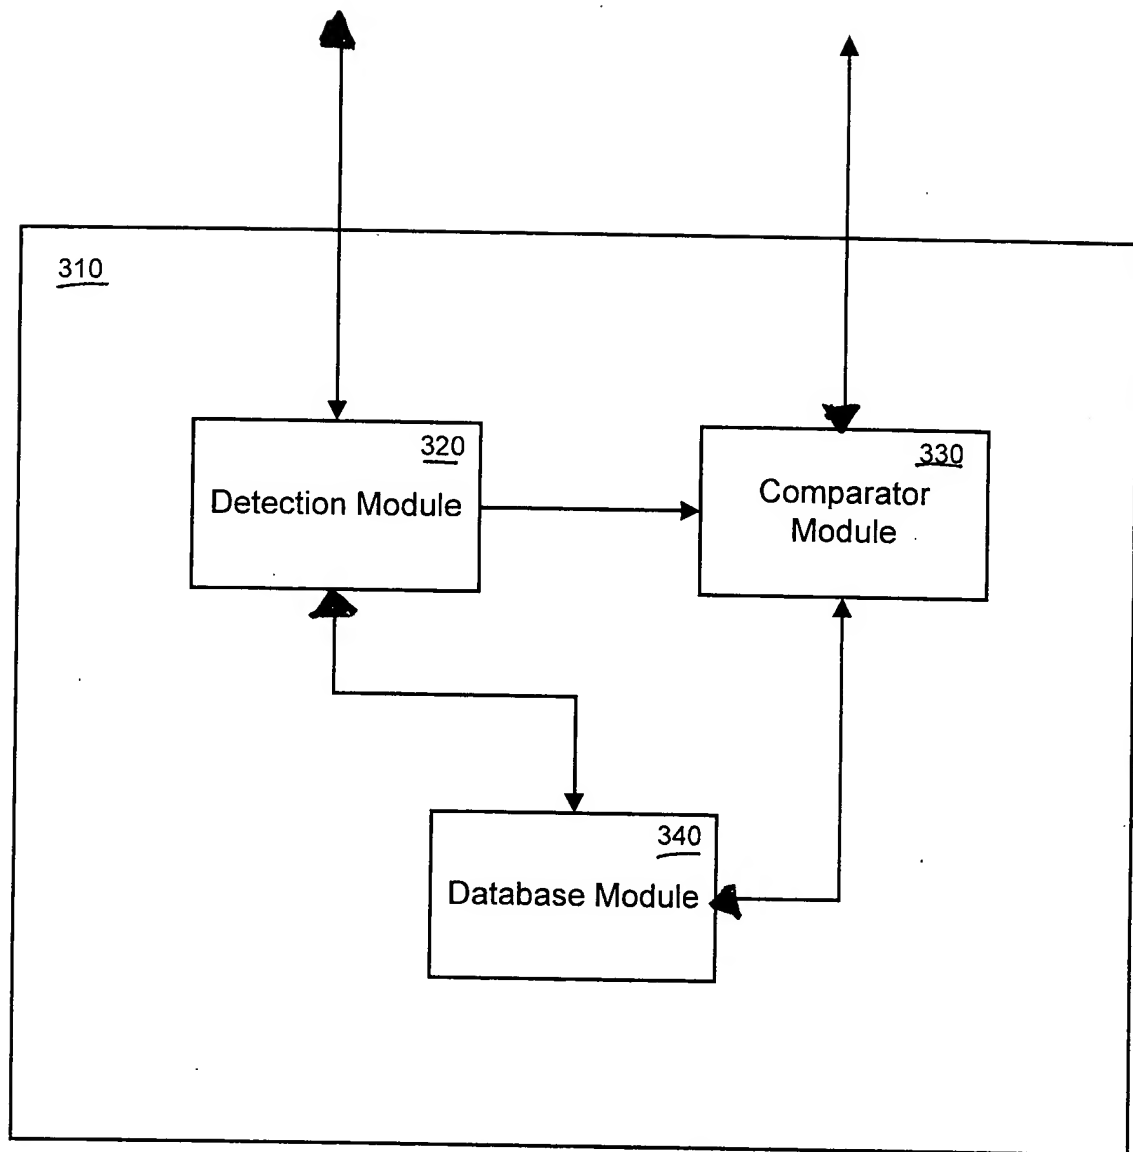 310
320
Detection Module
330
Comparator
Module
340
Database Module